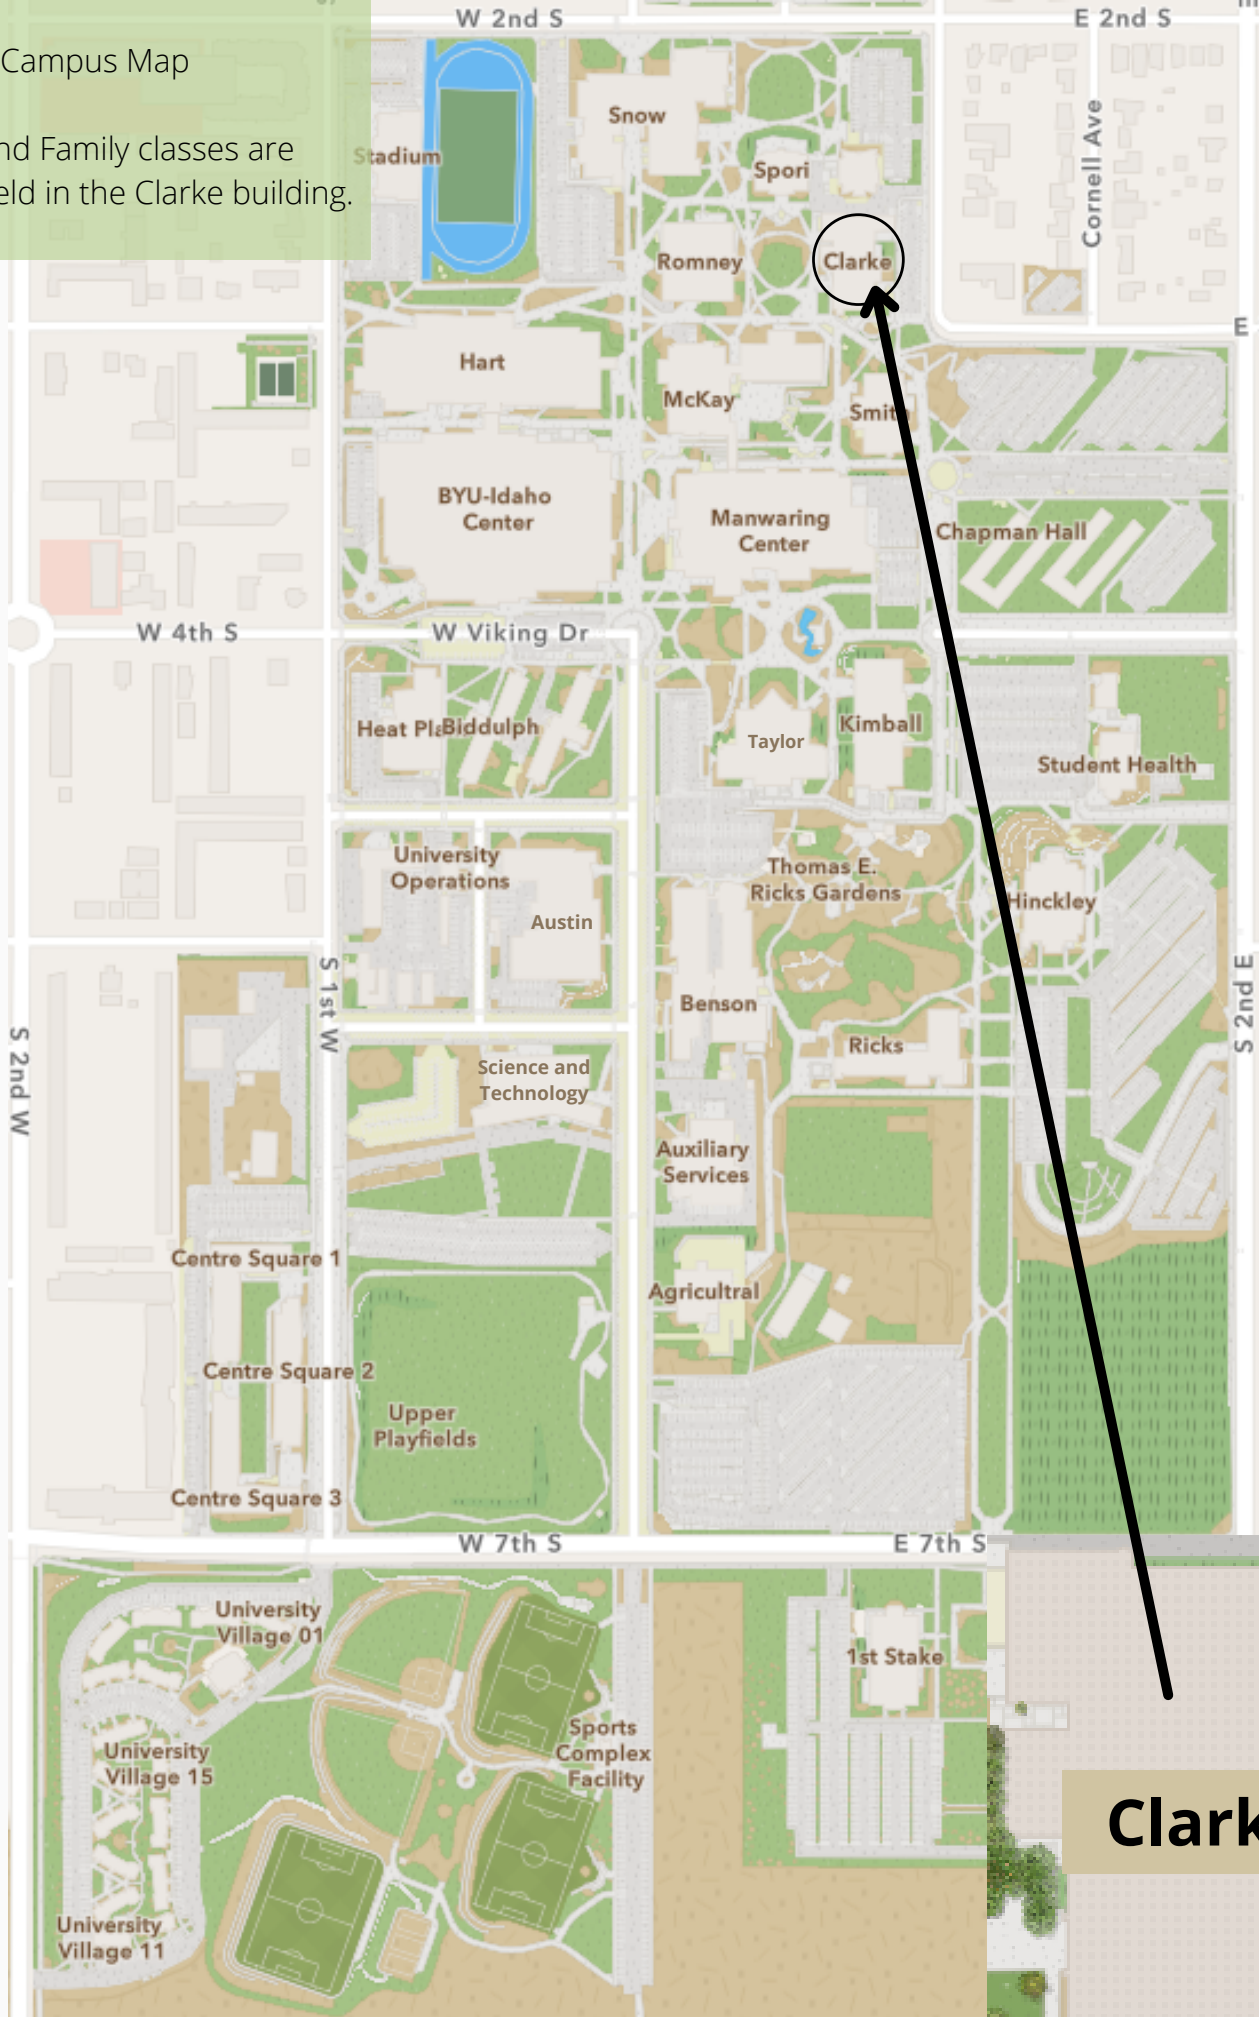 W 2nd S
E 2nd S
Campus Map
nd Family classes are
eld in the Clarke building.
Stadium
Snow
Spori
Cornell Ave
Romney
Clarke
E
Hart
McKay
Smith
BYU-Idaho
Center
Manwaring
Center
Chapman Hall
W 4th S
W Viking Dr
Heat Pla
Biddulph
Taylor
Kimball
Student Health
University
Operations
Austin
Thomas E.
Ricks Gardens
Hinckley
S 1st W
S 2nd W
S 2nd E
Benson
Ricks
Science and
Technology
Auxiliary
Services
Centre Square 1
Agricultral
Centre Square 2
Upper
Playfields
Centre Square 3
W 7th S
E 7th S
University
Village 01
1st Stake
Sports
Complex
Facility
University
Village 15
Clark
University
Village 11